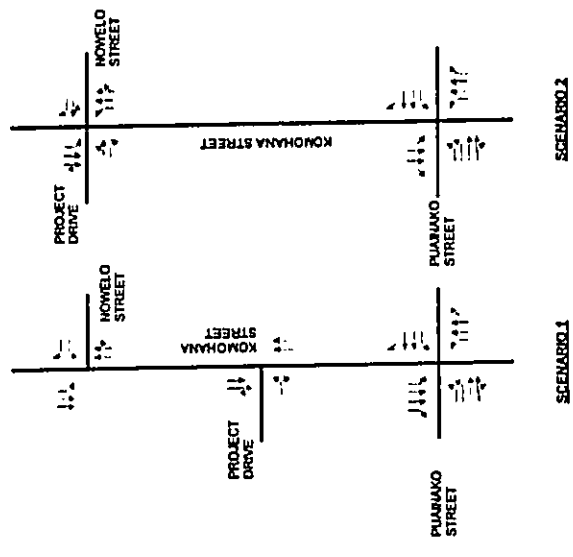 PROJECT
DRIVE
NOWELO
STREET
KOMOHANA STREET
PUAINAKO
STREET
SCENARIO 2
NOWELO
STREET
KOMOHANA
STREET
PROJECT
DRIVE
PUAINAKO
STREET
SCENARIO 1